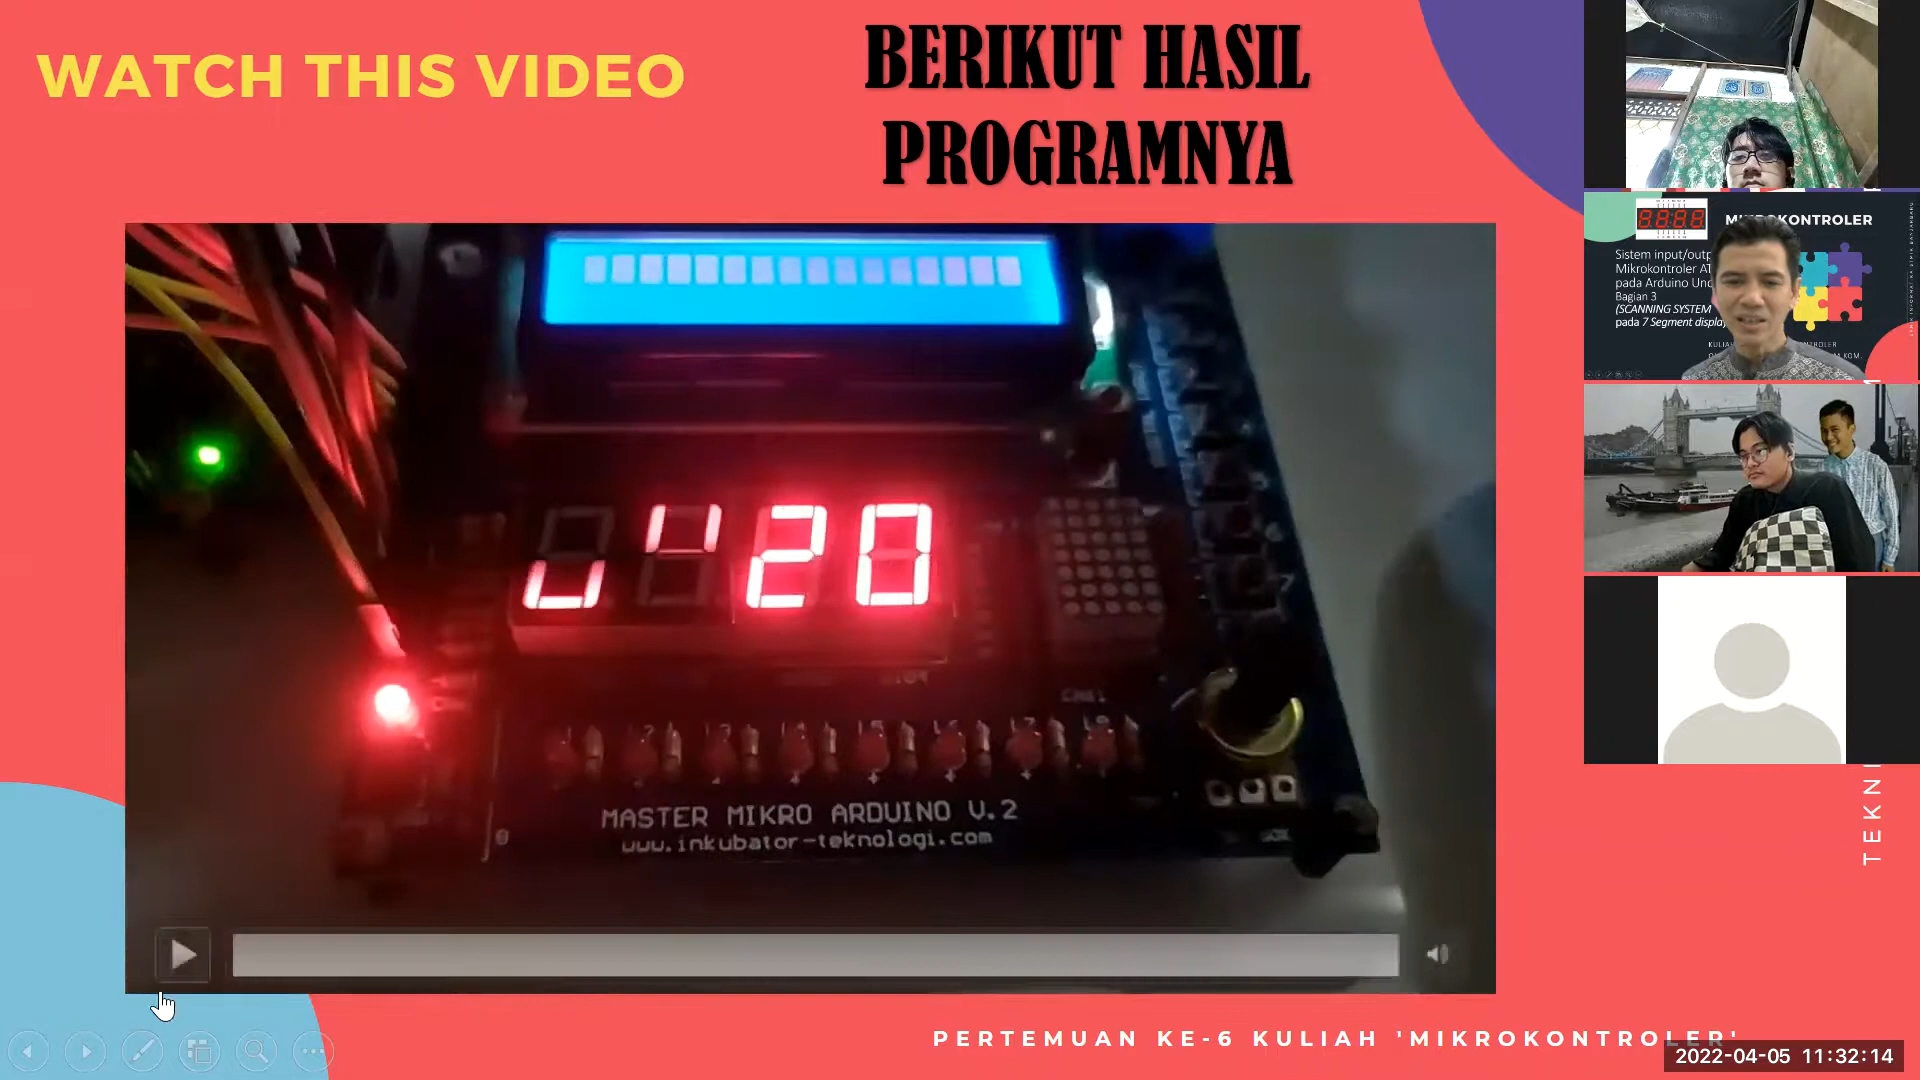 WATCH THIS VIDEO
BERIKUT HASIL
PROGRAMNYA
MASTER MIKRO ARDUINO V.2
www.inkubator-teknologi.com
MIKROKONTROLER
Sistem input/outp
Mikrokontroler AT
pada Arduino Uno
Bagian 3
(SCANNING SYSTEM
pada 7 Segment display
TEKN
PERTEMUAN KE-6 KULIAH 'MIKROKONTROLER'
2022-04-05 11:32:14